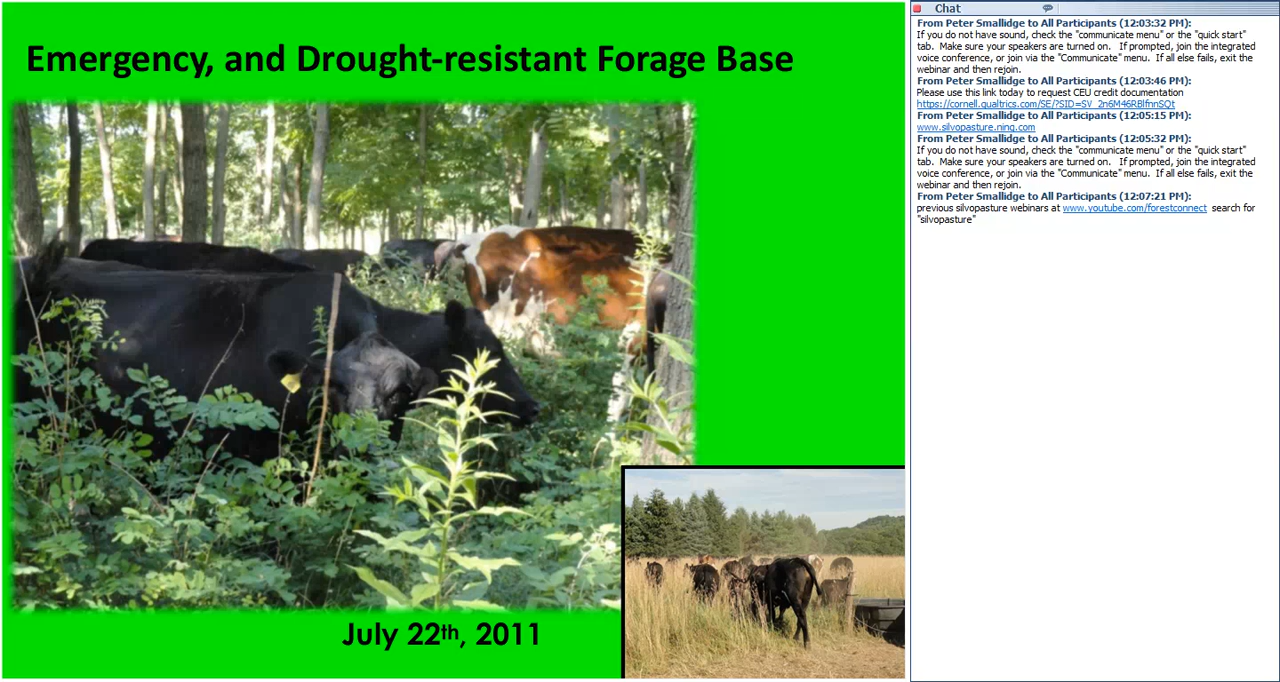 Emergency, and Drought-resistant Forage Base
July 22th, 2011
Chat
From Peter Smallidge to All Participants (12:03:32 PM):
If you do not have sound, check the "communicate menu" or the "quick start"
tab. Make sure your speakers are turned on. If prompted, join the integrated
voice conference, or join via the "Communicate" menu. If all else fails, exit the
webinar and then rejoin.
From Peter Smallidge to All Participants (12:03:46 PM):
Please use this link today to request CEU credit documentation
https://cornell.qualtrics.com/SE/?SID=SV_2n6M46RBlfnnSQt
From Peter Smallidge to All Participants (12:05:15 PM):
www.silvopasture.ning.com
From Peter Smallidge to All Participants (12:05:32 PM):
If you do not have sound, check the "communicate menu" or the "quick start"
tab. Make sure your speakers are turned on. If prompted, join the integrated
voice conference, or join via the "Communicate" menu. If all else fails, exit the
webinar and then rejoin.
From Peter Smallidge to All Participants (12:07:21 PM):
previous silvopasture webinars at www.youtube.com/forestconnect search for
"silvopasture"